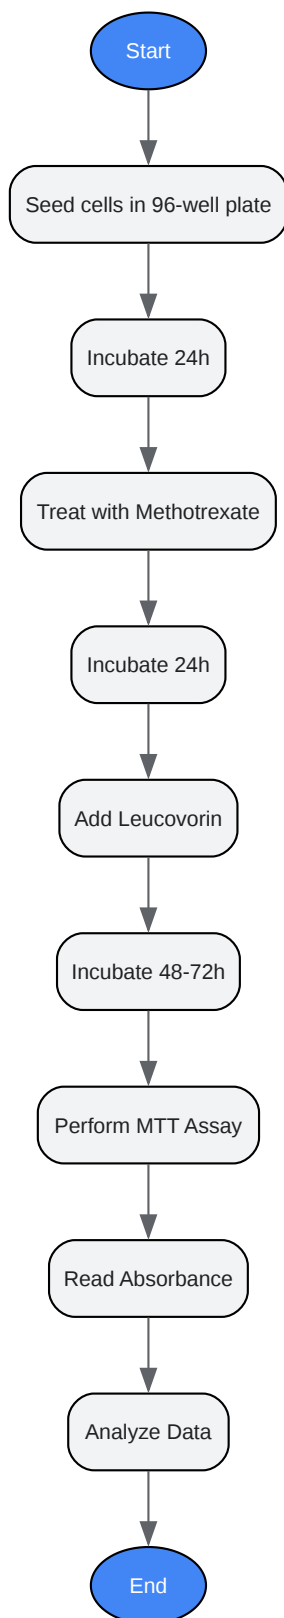 Start
Seed cells in 96-well plate
Incubate 24h
Treat with Methotrexate
Incubate 24h
Add Leucovorin
Incubate 48-72h
Perform MTT Assay
Read Absorbance
Analyze Data
End